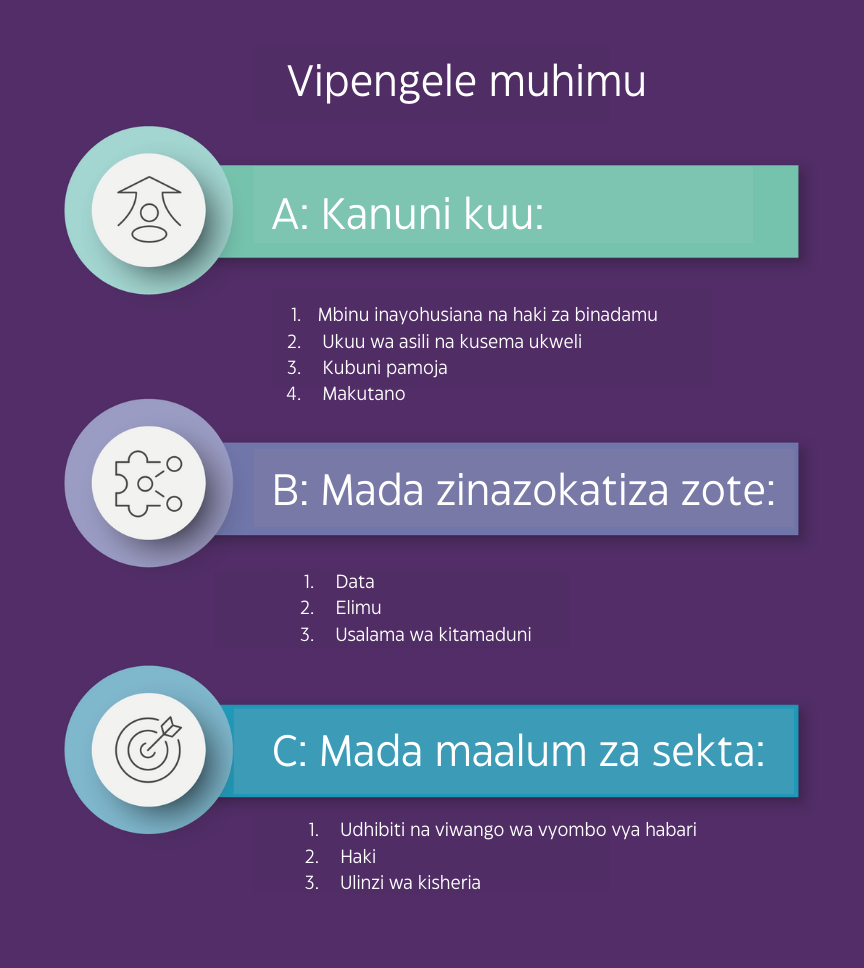 Vipengele muhimu
A: Kanuni kuu:
1. Mbinu inayohusiana na haki za binadamu
2. Ukuu wa asili na kusema ukweli
3. Kubuni pamoja
4. Makutano
B: Mada zinazokatiza zote:
1. Data
2. Elimu
3. Usalama wa kitamaduni
C: Mada maalum za sekta:
1. Udhibiti na viwango wa vyombo vya habari
2. Haki
3. Ulinzi wa kisheria